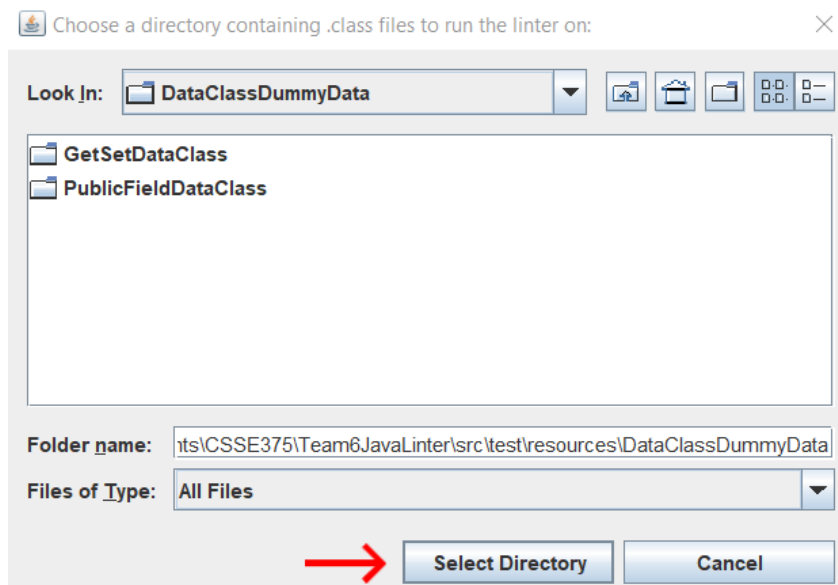 Choose a directory containing .class files to run the linter on:
Look In: DataClassDummyData
GetSetDataClass
PublicFieldDataClass
Folder name: nts\CSSE375\Team6JavaLinter\src\test\resources\DataClassDummyData
Files of Type: All Files
Select Directory Cancel